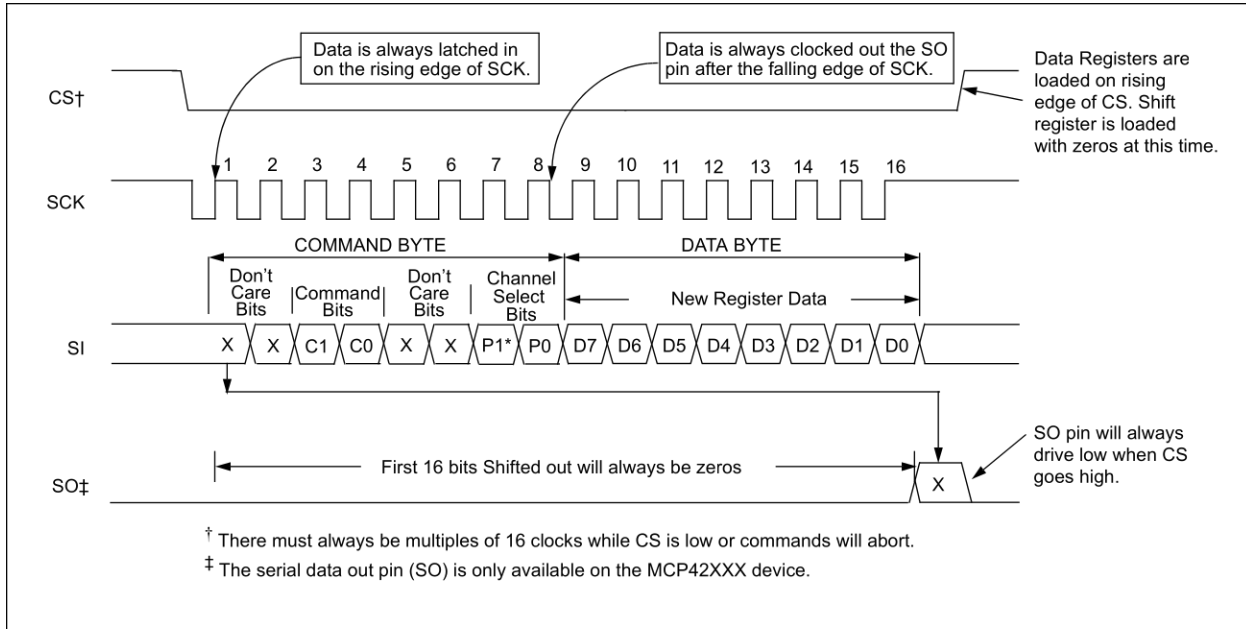 Data is always latched in
on the rising edge of SCK.
Data is always clocked out the SO
pin after the falling edge of SCK.
Data Registers are
loaded on rising
edge of CS. Shift
register is loaded
with zeros at this time.
CS†
1 2 3 4 5 6 7 8 9 10 11 12 13 14 15 16
SCK
COMMAND BYTE
DATA BYTE
Don't
Care
Bits
Command
Bits
Don't
Care
Bits
Channel
Select
Bits
New Register Data
SI
X X C1 C0 X X P1* P0 D7 D6 D5 D4 D3 D2 D1 D0
First 16 bits Shifted out will always be zeros
SO‡
X
SO pin will always
drive low when CS
goes high.
† There must always be multiples of 16 clocks while CS is low or commands will abort.
‡ The serial data out pin (SO) is only available on the MCP42XXX device.